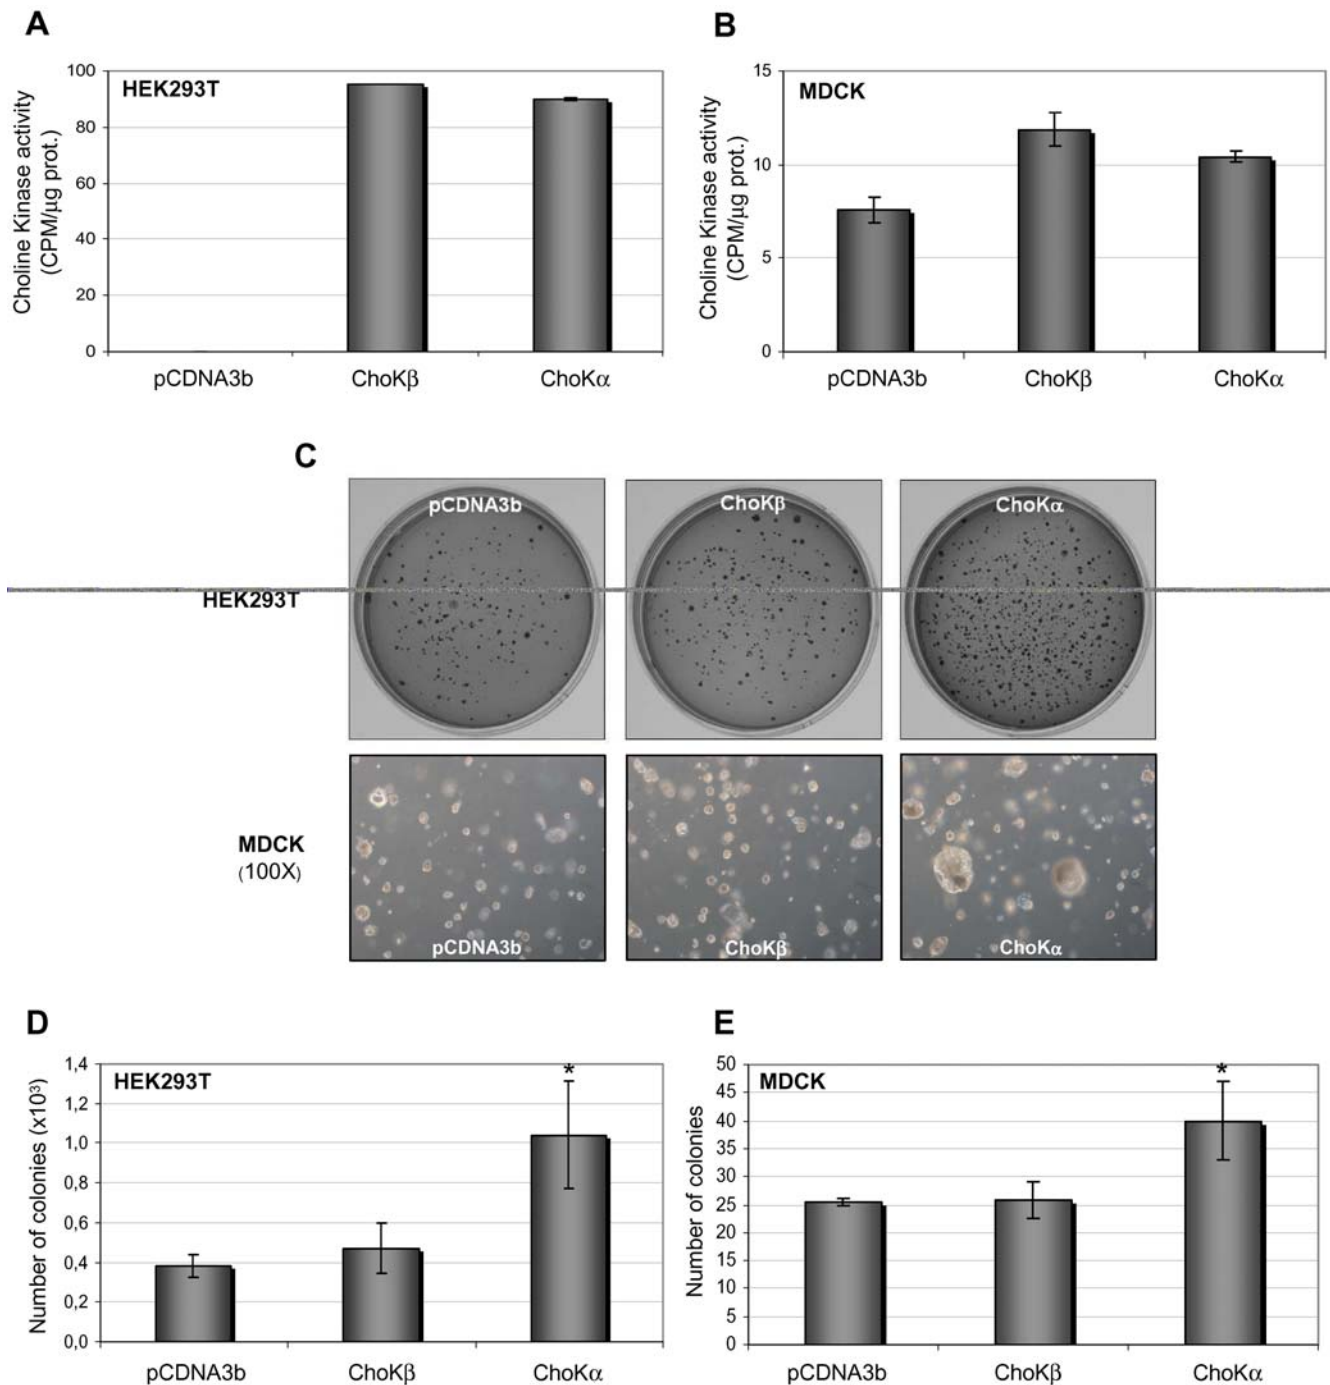 A
B
HEK293T
Choline Kinase activity
(CPM/μg prot.)
100
80
60
40
20
0
pCDNA3b ChoKβ ChoKα
MDCK
Choline Kinase activity
(CPM/μg prot.)
15
10
5
0
pCDNA3b ChoKβ ChoKα
C
pCDNA3b ChoKβ ChoKα
HEK293T
MDCK
(100X)
pCDNA3b ChoKβ ChoKα
D
E
HEK293T
Number of colonies (x10³)
1,4
1,2
1,0
0,8
0,6
0,4
0,2
0,0
*
pCDNA3b ChoKβ ChoKα
MDCK
Number of colonies
50
45
40
35
30
25
20
15
10
5
0
*
pCDNA3b ChoKβ ChoKα